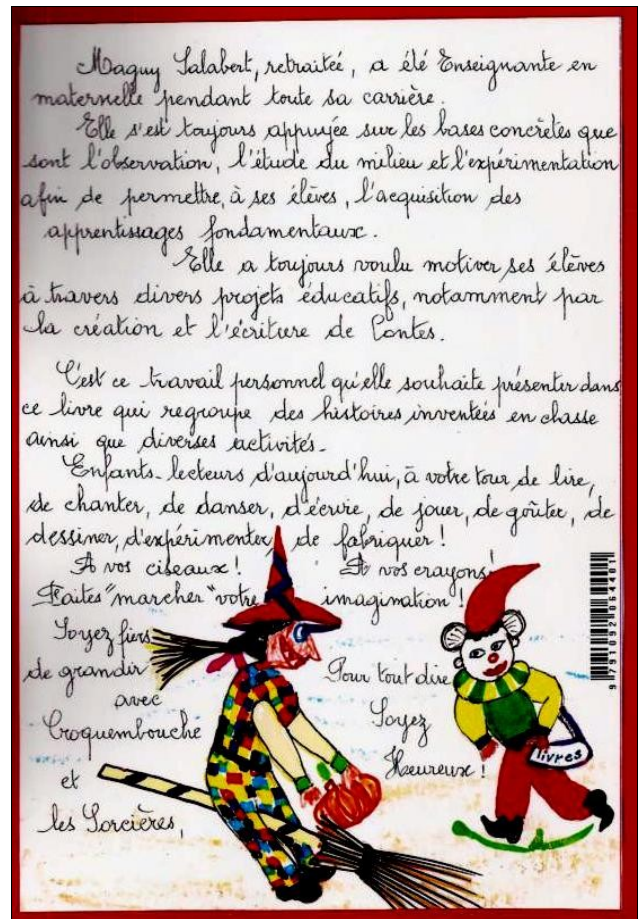 Maguy Salabert, retraitée, a été Enseignante en
maternelle pendant toute sa carrière.
Elle s'est toujours appuyée sur les bases concrètes que
sont l'observation, l'étude du milieu et l'expérimentation
afin de permettre, à ses élèves, l'acquisition des
apprentissages fondamentaux.
Elle a toujours voulu motiver ses élèves
à travers divers projets éducatifs, notamment par
la création et l'écriture de Contes.
C'est ce travail personnel qu'elle souhaite présenter dans
ce livre qui regroupe des histoires inventées en classe
ainsi que diverses activités.
Enfants-lecteurs d'aujourd'hui, à votre tour de lire,
de chanter, de danser, d'écrire, de jouer, de goûter, de
dessiner, d'expérimenter, de fabriquer !
A vos ciseaux ! A vos crayons !
Faites "marcher" votre imagination !
Soyez fiers
de grandir
avec
Croquembouche
et
les Sorcières,
Pour tout dire
Soyez
Heureux !
livres
9 791092 064401